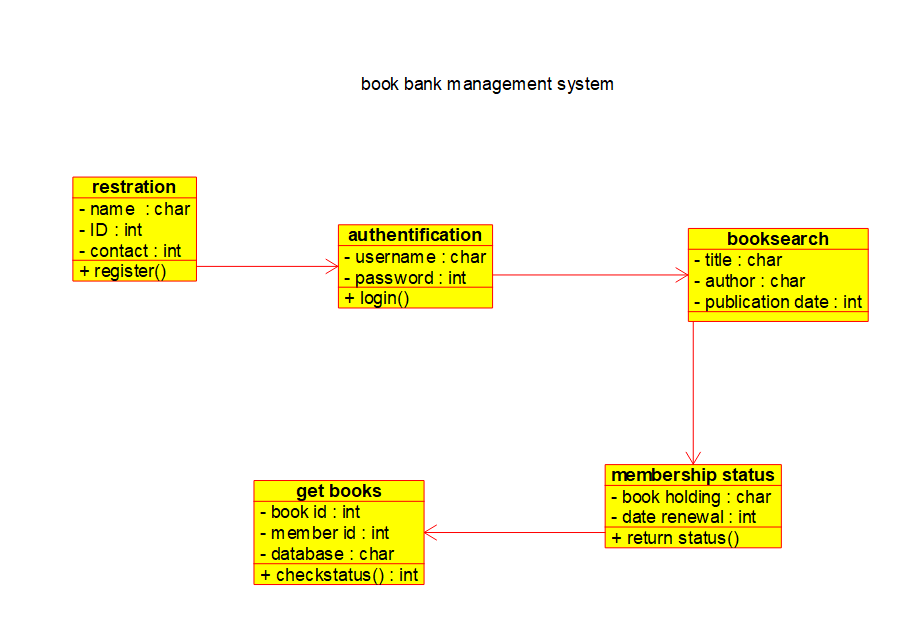 book bank management system
restration
- name : char
- ID : int
- contact : int
+ register()
authentification
- username : char
- password : int
+ login()
booksearch
- title : char
- author : char
- publication date : int
membership status
- book holding : char
- date renewal : int
+ return status()
get books
- book id : int
- member id : int
- database : char
+ checkstatus() : int